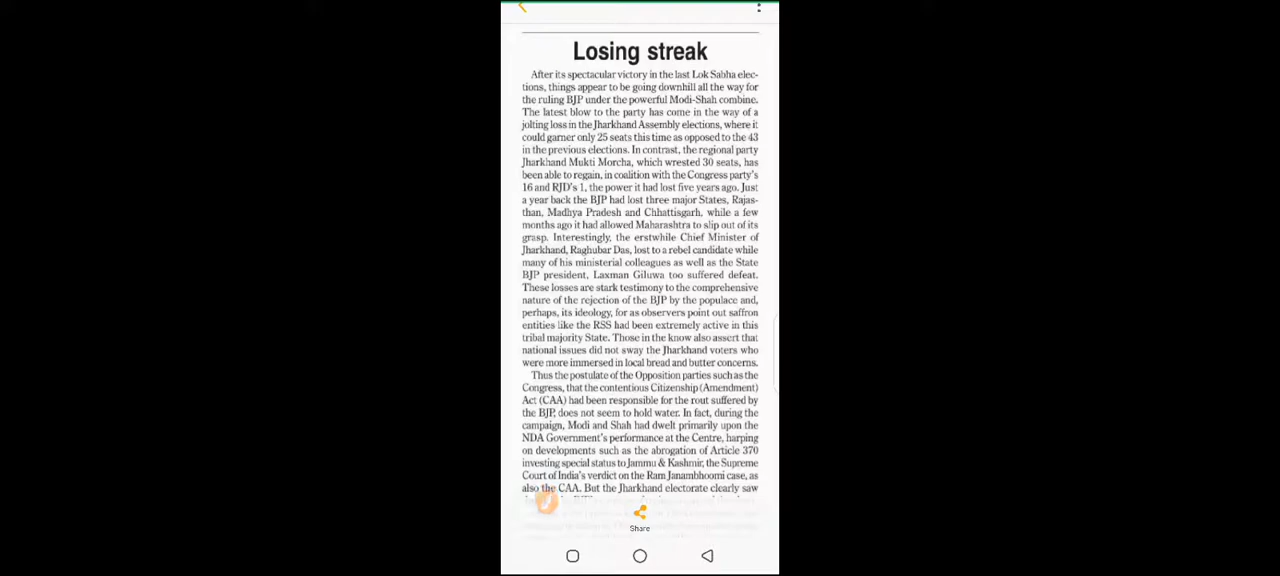 Losing streak
After its spectacular victory in the last Lok Sabha elec-
tions, things appear to be going downhill all the way for
the ruling BJP under the powerful Modi-Shah combine.
The latest blow to the party has come in the way of a
jolting loss in the Jharkhand Assembly elections, where it
could garner only 25 seats this time as opposed to the 43
in the previous elections. In contrast, the regional party
Jharkhand Mukti Morcha, which wrested 30 seats, has
been able to regain, in coalition with the Congress party's
16 and RJD's 1, the power it had lost five years ago. Just
a year back the BJP had lost three major States, Rajas-
than, Madhya Pradesh and Chhattisgarh, while a few
months ago it had allowed Maharashtra to slip out of its
grasp. Interestingly, the erstwhile Chief Minister of
Jharkhand, Raghubar Das, lost to a rebel candidate while
many of his ministerial colleagues as well as the State
BJP president, Laxman Giluwa too suffered defeat.
These losses are stark testimony to the comprehensive
nature of the rejection of the BJP by the populace and,
perhaps, its ideology, for as observers point out saffron
entities like the RSS had been extremely active in this
tribal majority State. Those in the know also assert that
national issues did not sway the Jharkhand voters who
were more immersed in local bread and butter concerns.
Thus the postulate of the Opposition parties such as the
Congress, that the contentious Citizenship (Amendment)
Act (CAA) had been responsible for the rout suffered by
the BJP, does not seem to hold water. In fact, during the
campaign, Modi and Shah had dwelt primarily upon the
NDA Government's performance at the Centre, harping
on developments such as the abrogation of Article 370
investing special status to Jammu & Kashmir, the Supreme
Court of India's verdict on the Ram Janambhoomi case, as
also the CAA. But the Jharkhand electorate clearly saw
Share